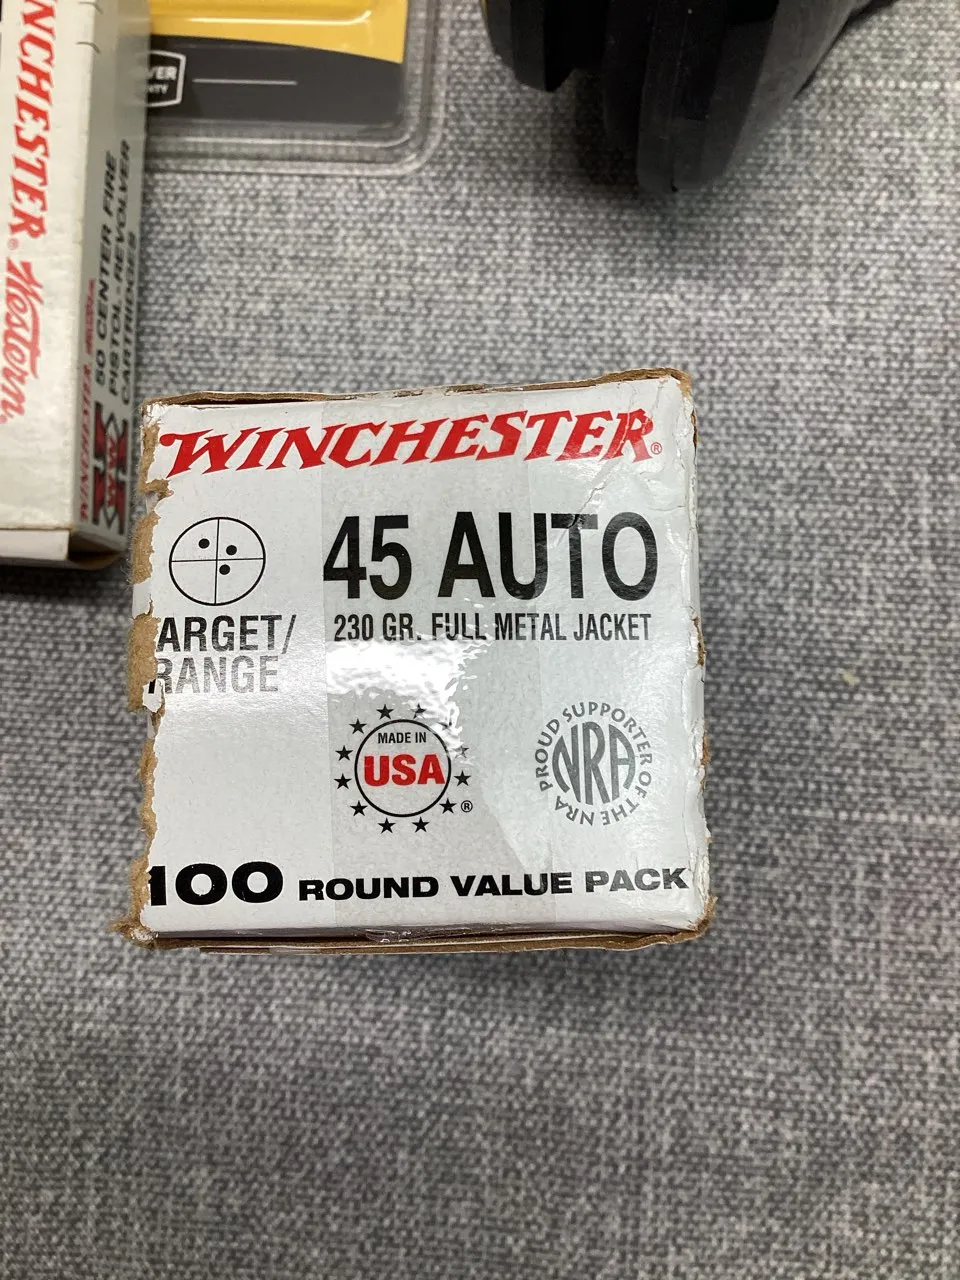 WINCHESTER®
45 AUTO
230 GR. FULL METAL JACKET
ARGET/
RANGE
MADE IN
USA
®
PROUD SUPPORTER OF THE NRA
NRA
100 ROUND VALUE PACK
NCHESTER®
Western
WINCHESTER
50 CENTER FIRE
PISTOL-REVOLVER
CARTRIDGES